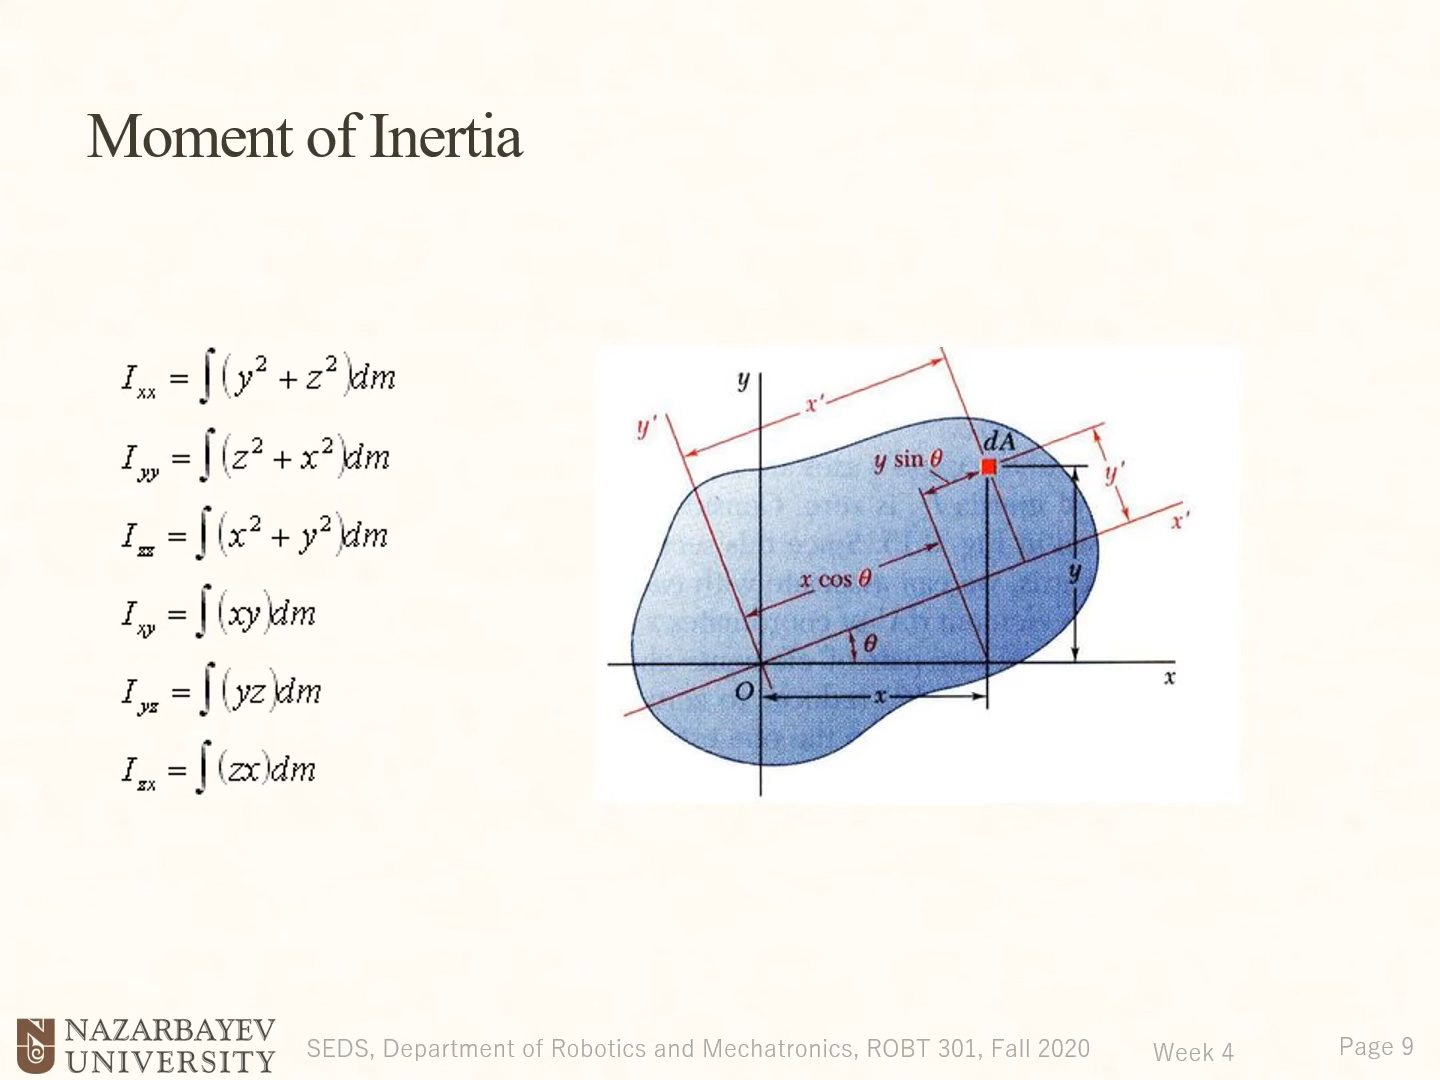 Moment of Inertia
I_xx = ∫(y² + z²)dm
I_yy = ∫(z² + x²)dm
I_zz = ∫(x² + y²)dm
I_xy = ∫(xy)dm
I_yz = ∫(yz)dm
I_zx = ∫(zx)dm
y
x'
y'
dA
y sin θ
y'
x'
x cos θ
y
θ
O
x
x
NAZARBAYEV
UNIVERSITY
SEDS, Department of Robotics and Mechatronics, ROBT 301, Fall 2020
Week 4
Page 9